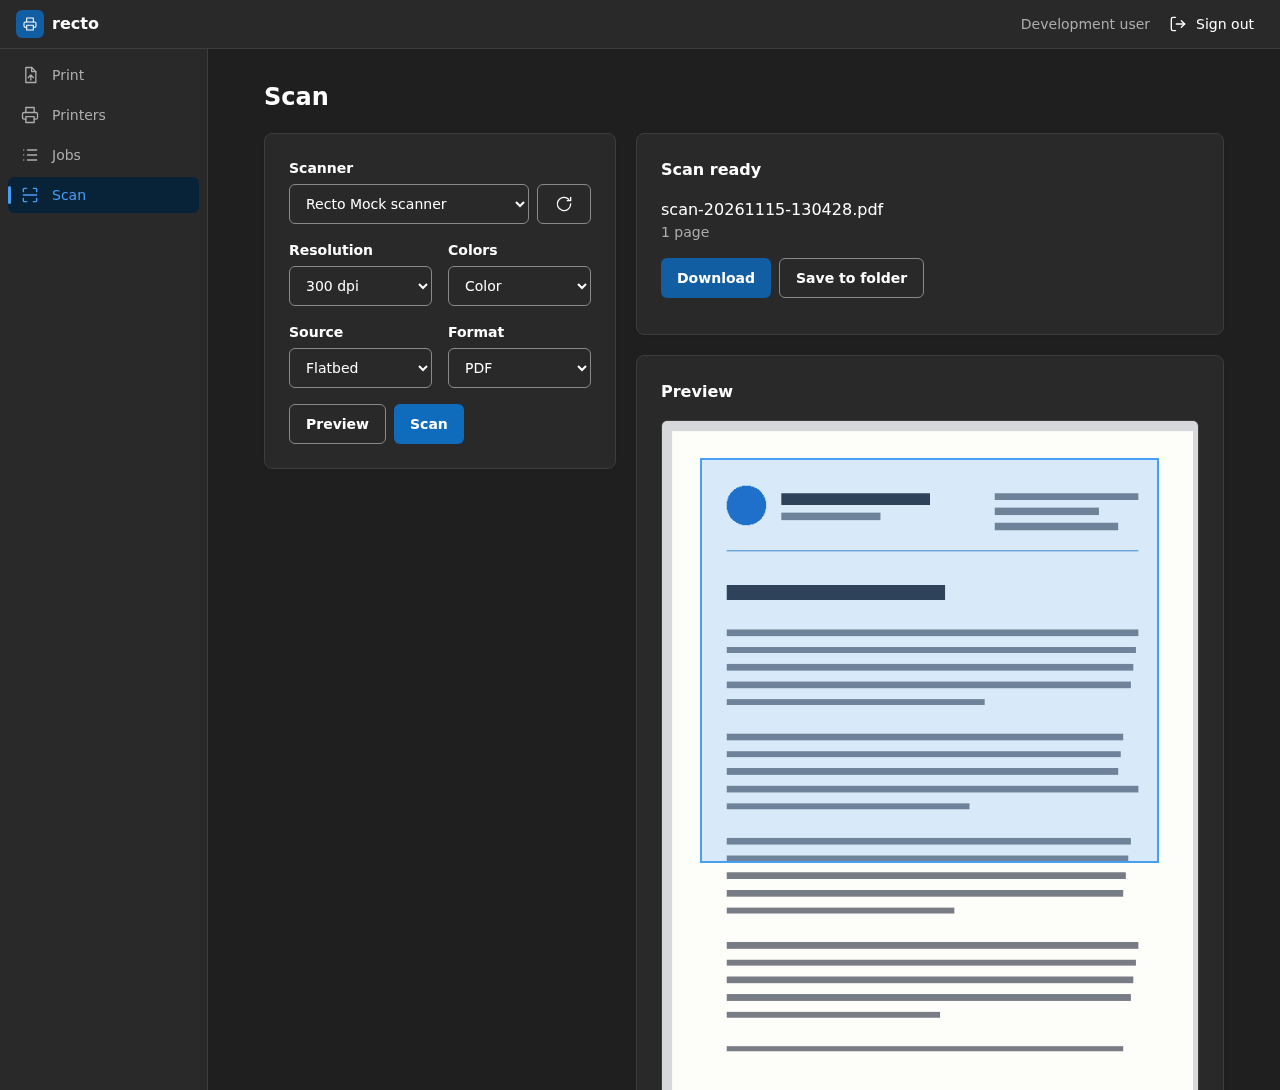 recto
Development user
Sign out
Print
Printers
Jobs
Scan
Scan
Scanner
Recto Mock scanner
Resolution
Colors
300 dpi
Color
Source
Format
Flatbed
PDF
Preview
Scan
Scan ready
scan-20261115-130428.pdf
1 page
Download
Save to folder
Preview